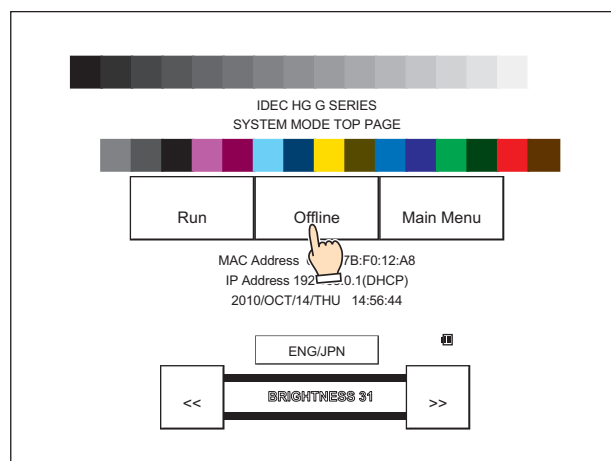 IDEC HG G SERIES
SYSTEM MODE TOP PAGE
Run Offline Main Menu
MAC Address 7B:F0:12:A8
IP Address 192 .0.1(DHCP)
2010/OCT/14/THU 14:56:44
ENG/JPN
<< BRIGHTNESS 31 >>